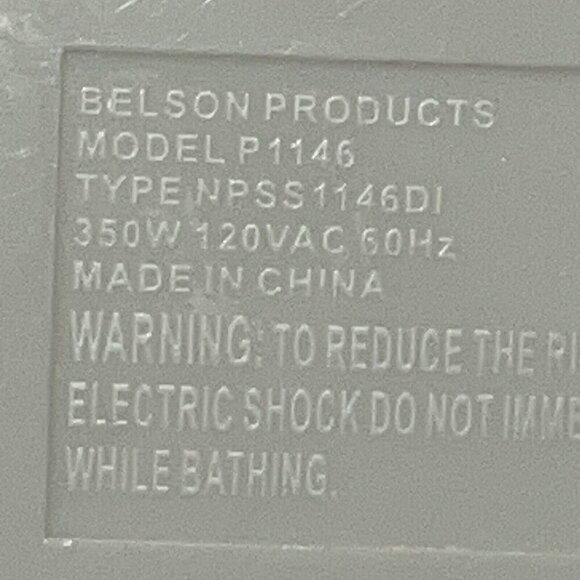 BELSON PRODUCTS
MODEL P1146
TYPE NPSS1146DI
350W 120VAC 60Hz
MADE IN CHINA
WARNING: TO REDUCE THE
ELECTRIC SHOCK DO NOT
WHILE BATHING.